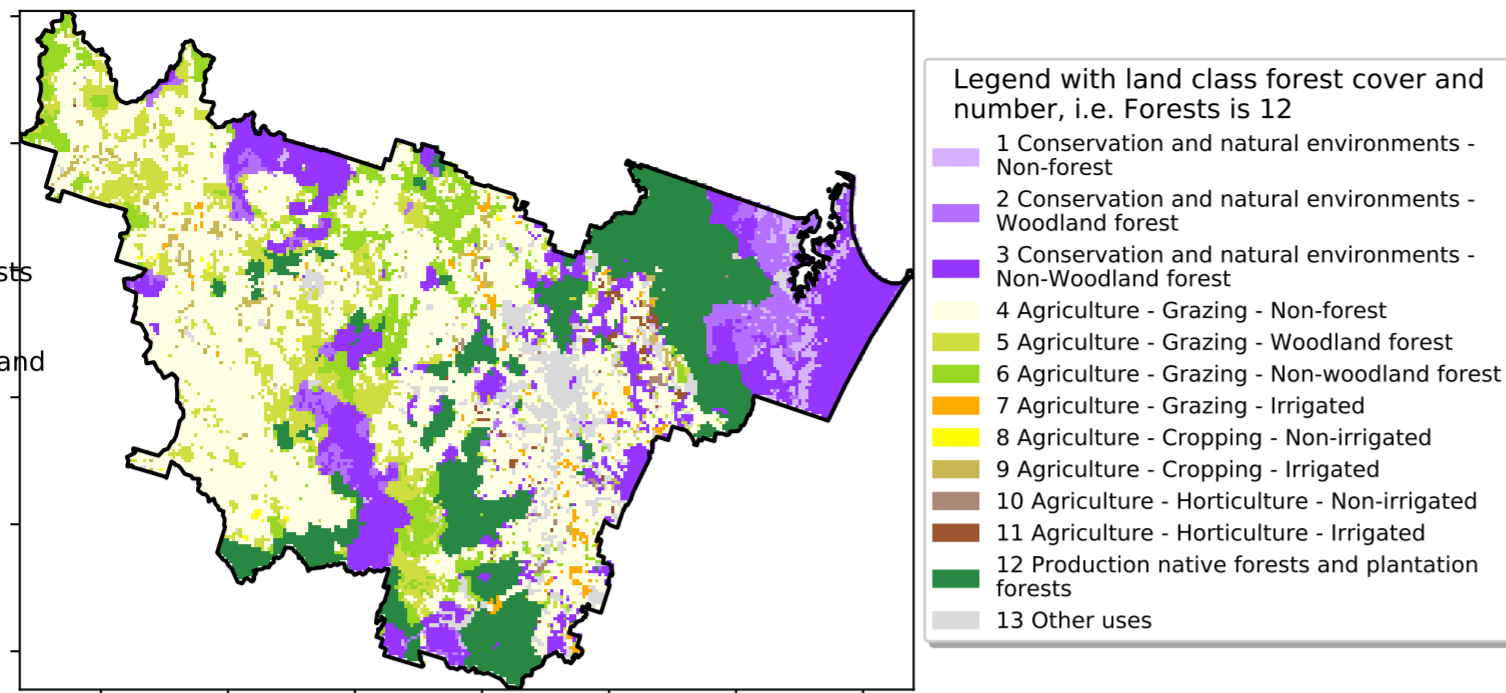 Legend with land class forest cover and
number, i.e. Forests is 12
1 Conservation and natural environments -
Non-forest
2 Conservation and natural environments -
Woodland forest
3 Conservation and natural environments -
Non-Woodland forest
4 Agriculture - Grazing - Non-forest
5 Agriculture - Grazing - Woodland forest
6 Agriculture - Grazing - Non-woodland forest
7 Agriculture - Grazing - Irrigated
8 Agriculture - Cropping - Non-irrigated
9 Agriculture - Cropping - Irrigated
10 Agriculture - Horticulture - Non-irrigated
11 Agriculture - Horticulture - Irrigated
12 Production native forests and plantation
forests
13 Other uses
sts
and